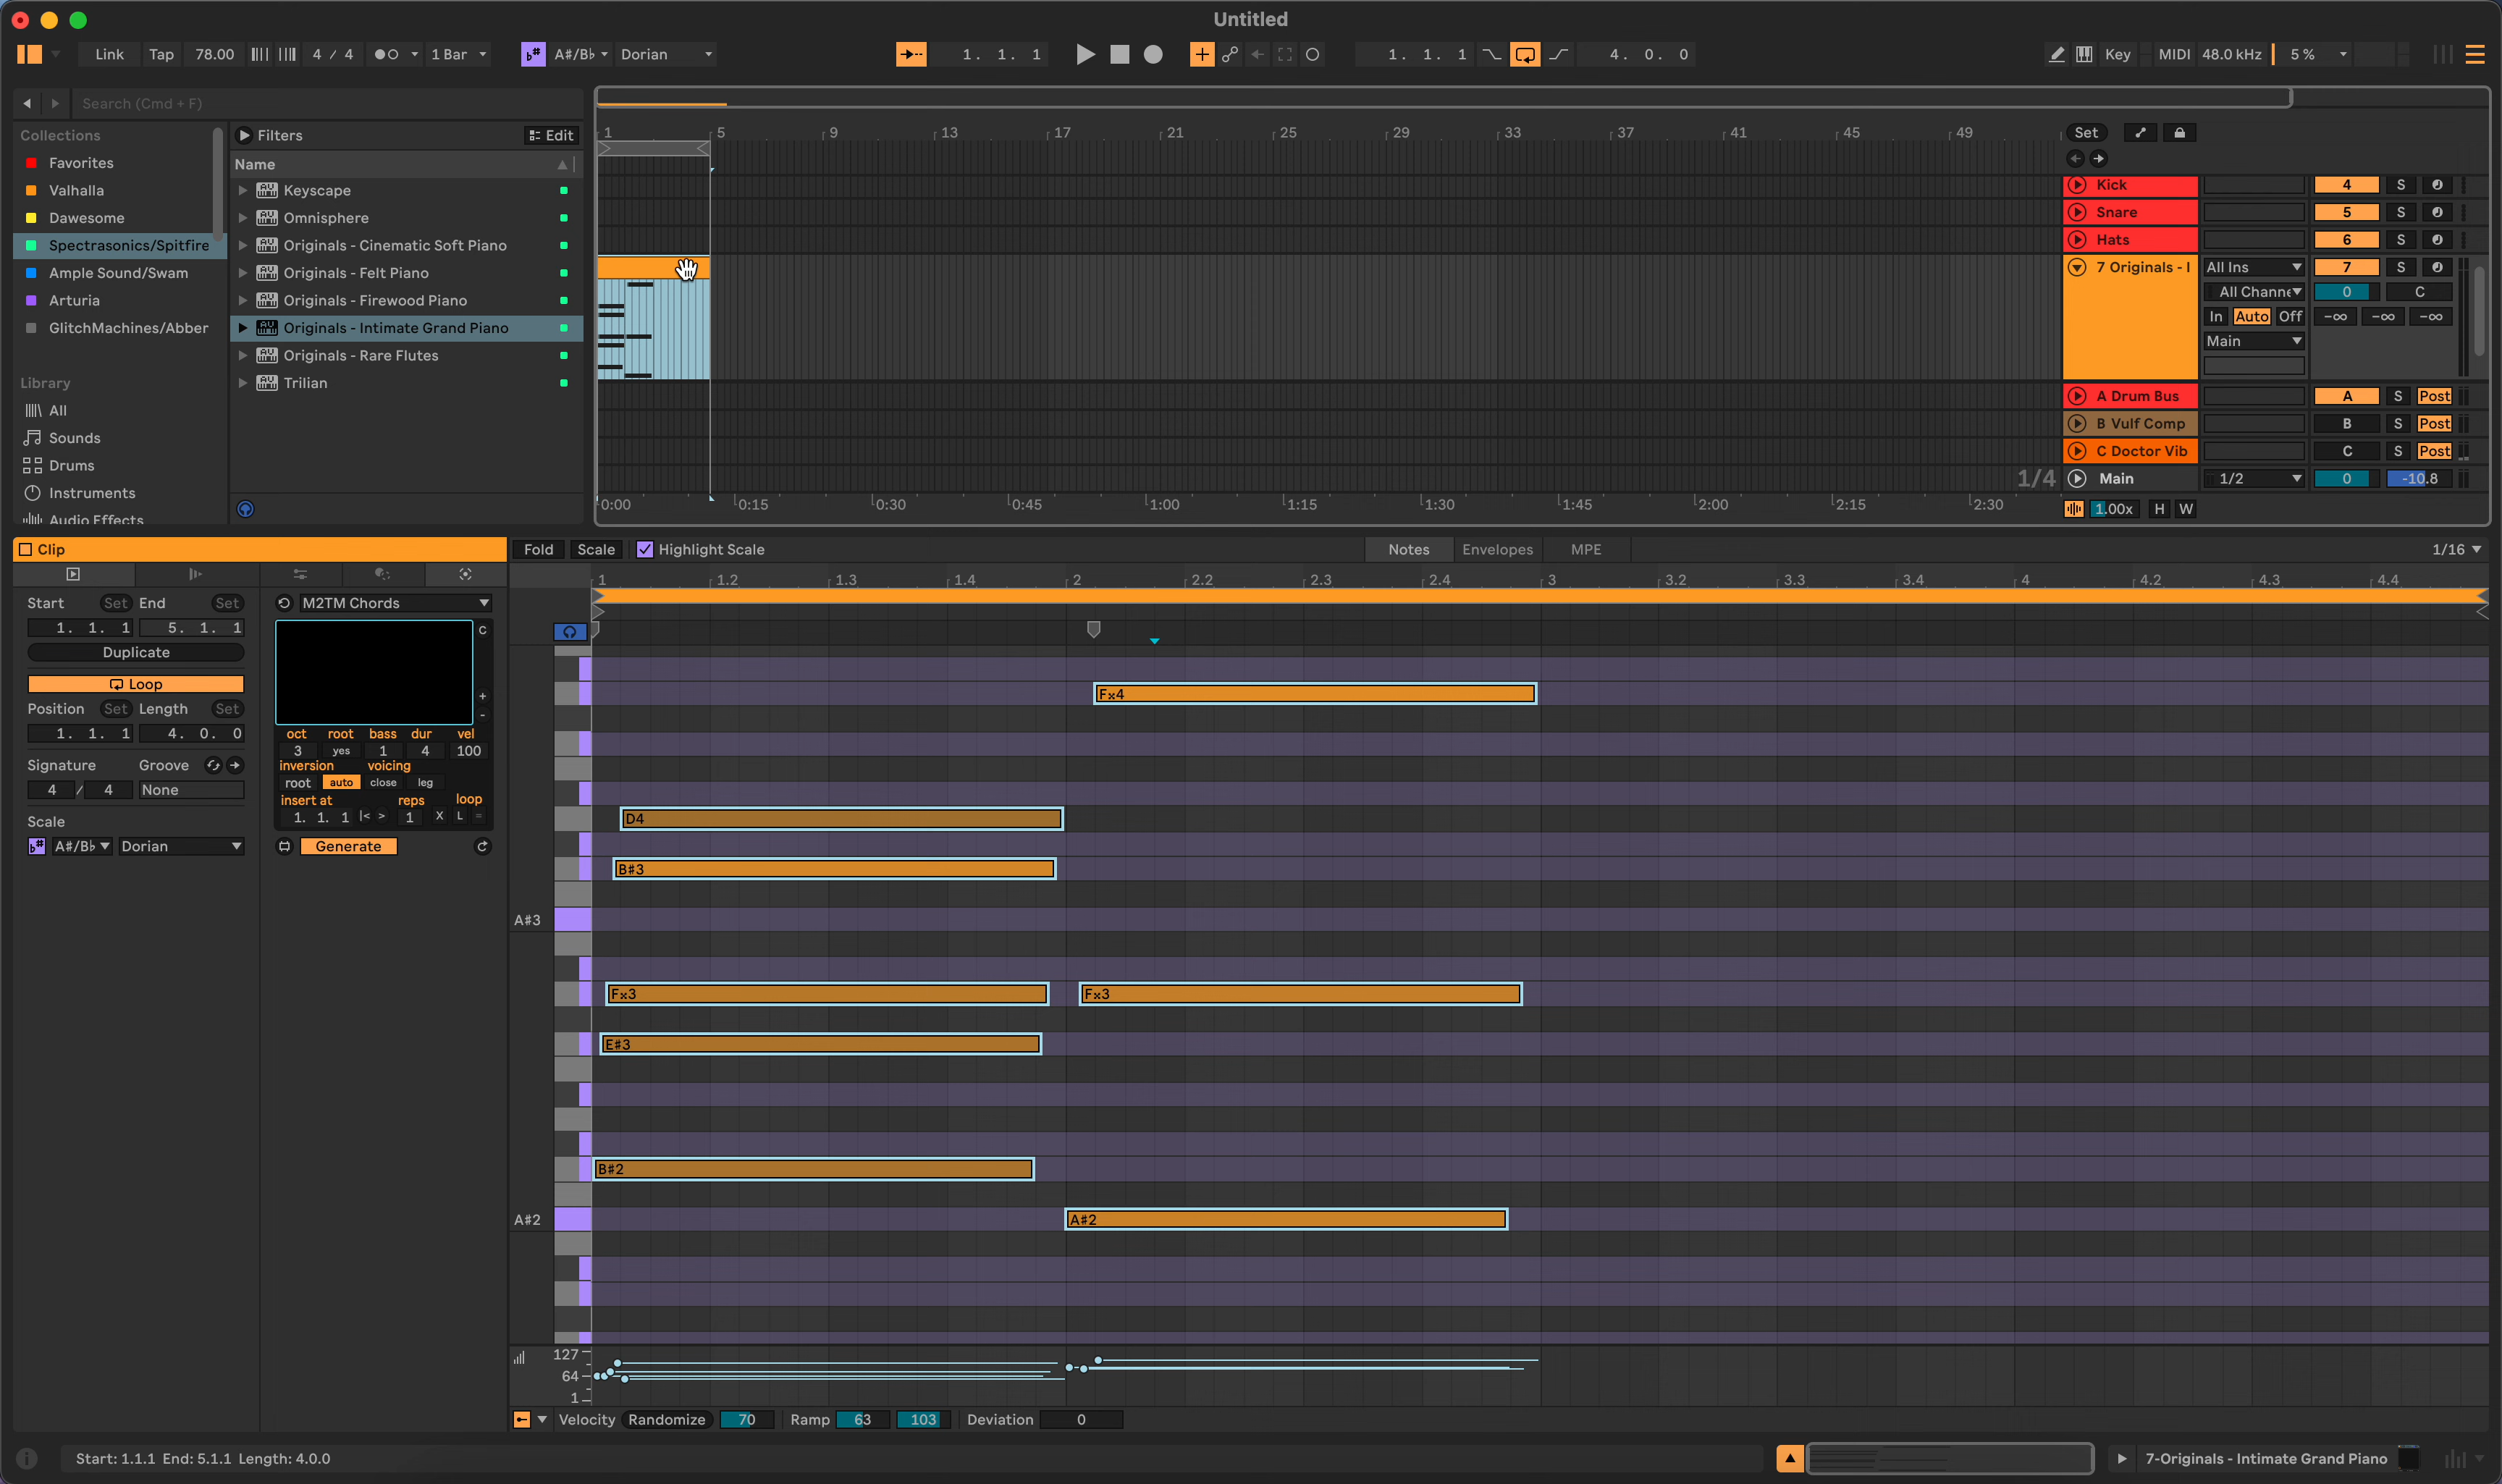 Untitled
Link Tap 78.00 4 / 4 1 Bar A#/B♭ Dorian 1. 1. 1 1. 1. 1 4. 0. 0 Key MIDI 48.0 kHz 5 %
Search (Cmd + F)
Collections
Favorites
Valhalla
Dawesome
Spectrasonics/Spitfire
Ample Sound/Swam
Arturia
GlitchMachines/Abber
Library
All
Sounds
Drums
Instruments
Audio Effects
Filters Edit
Name
Keyscape
Omnisphere
Originals - Cinematic Soft Piano
Originals - Felt Piano
Originals - Firewood Piano
Originals - Intimate Grand Piano
Originals - Rare Flutes
Trilian
1 5 9 13 17 21 25 29 33 37 41 45 49
Set
Kick 4 S
Snare 5 S
Hats 6 S
7 Originals - I All Ins 7 S
All Channe 0 C
In Auto Off -∞ -∞ -∞
Main
A Drum Bus A S Post
B Vulf Comp B S Post
C Doctor Vib C S Post
1/4 Main 1/2 0 -10.8
0:00 0:15 0:30 0:45 1:00 1:15 1:30 1:45 2:00 2:15 2:30
1.00x H W
Clip
Start Set End Set
1. 1. 1 5. 1. 1
Duplicate
Loop
Position Set Length Set
1. 1. 1 4. 0. 0
Signature Groove
4 / 4 None
Scale
A#/B♭ Dorian
M2TM Chords
C
+
-
oct root bass dur vel
3 yes 1 4 100
inversion voicing
root auto close leg
insert at reps loop
1. 1. 1 |< > 1 X L =
Generate
Fold Scale Highlight Scale Notes Envelopes MPE 1/16
1 1.2 1.3 1.4 2 2.2 2.3 2.4 3 3.2 3.3 3.4 4 4.2 4.3 4.4
F×4
D4
B#3
A#3
F×3 F×3
E#3
B#2
A#2 A#2
127
64
1
Velocity Randomize 70 Ramp 63 103 Deviation 0
Start: 1.1.1 End: 5.1.1 Length: 4.0.0
7-Originals - Intimate Grand Piano